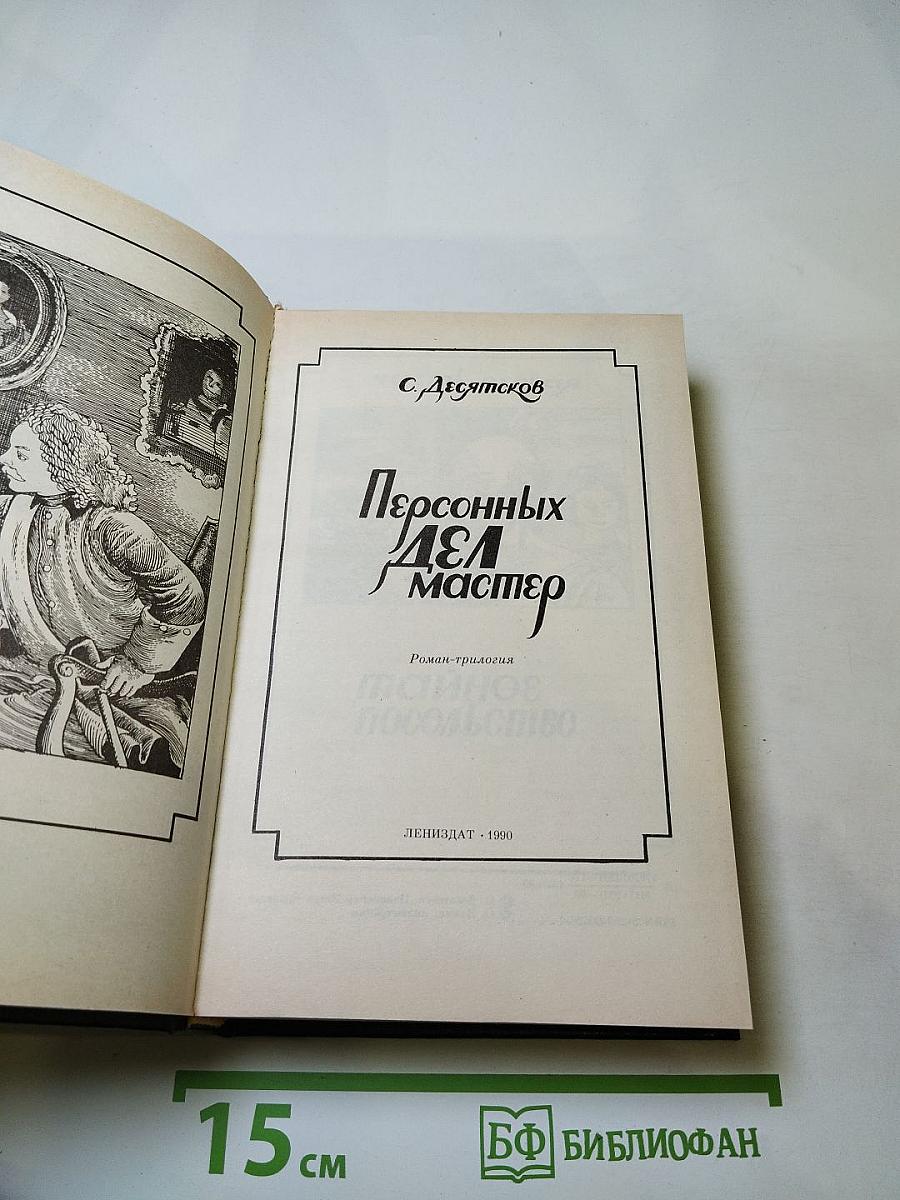 С. Десятсков
Персонных
дел
мастер
Роман-трилогия
ЛЕНИЗДАТ · 1990
15 см
БФ БИБЛИОФАН